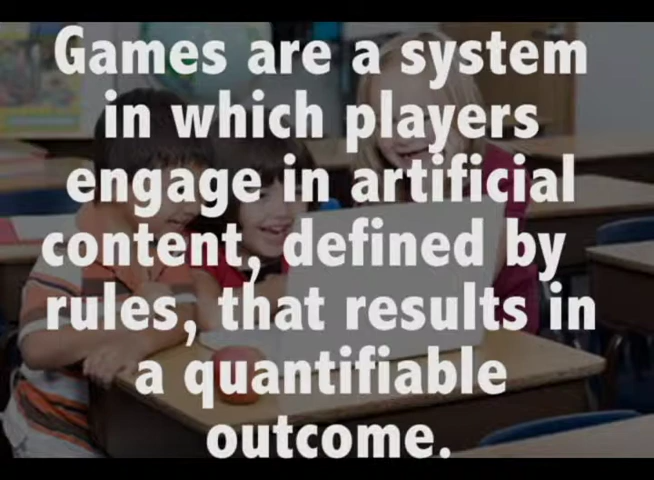 Games are a system
in which players
engage in artificial
content, defined by
rules, that results in
a quantifiable
outcome.